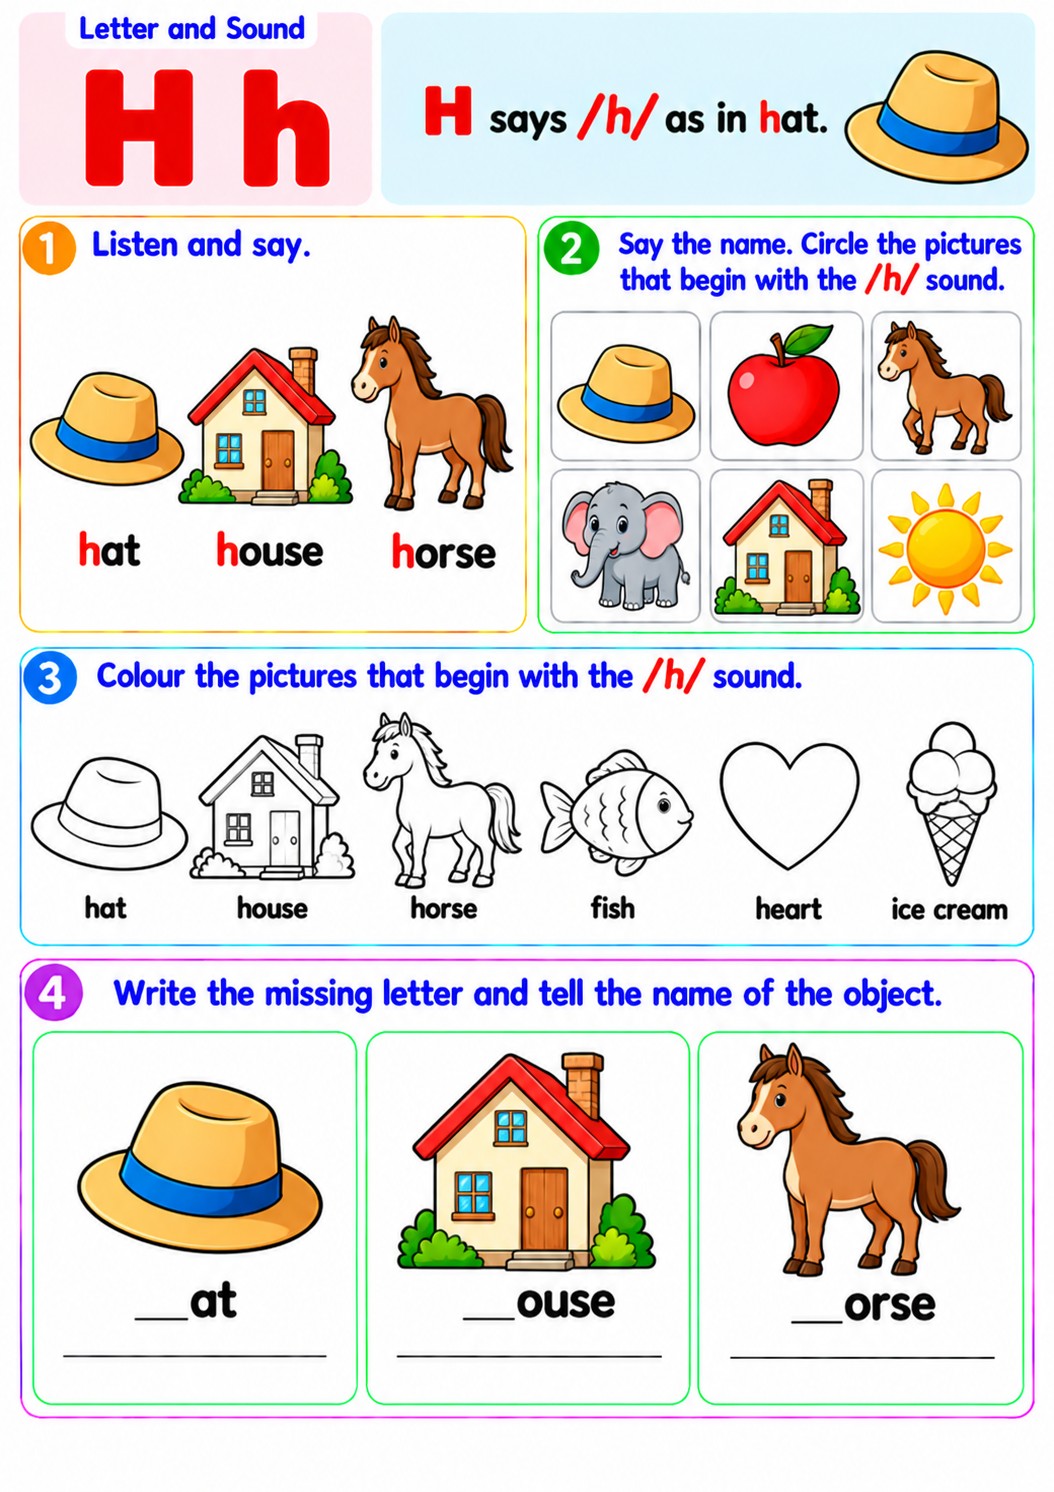 Letter and Sound
H h
H says /h/ as in hat.
1 Listen and say.
hat house horse
2 Say the name. Circle the pictures
that begin with the /h/ sound.
3 Colour the pictures that begin with the /h/ sound.
hat house horse fish heart ice cream
4 Write the missing letter and tell the name of the object.
__at __ouse __orse